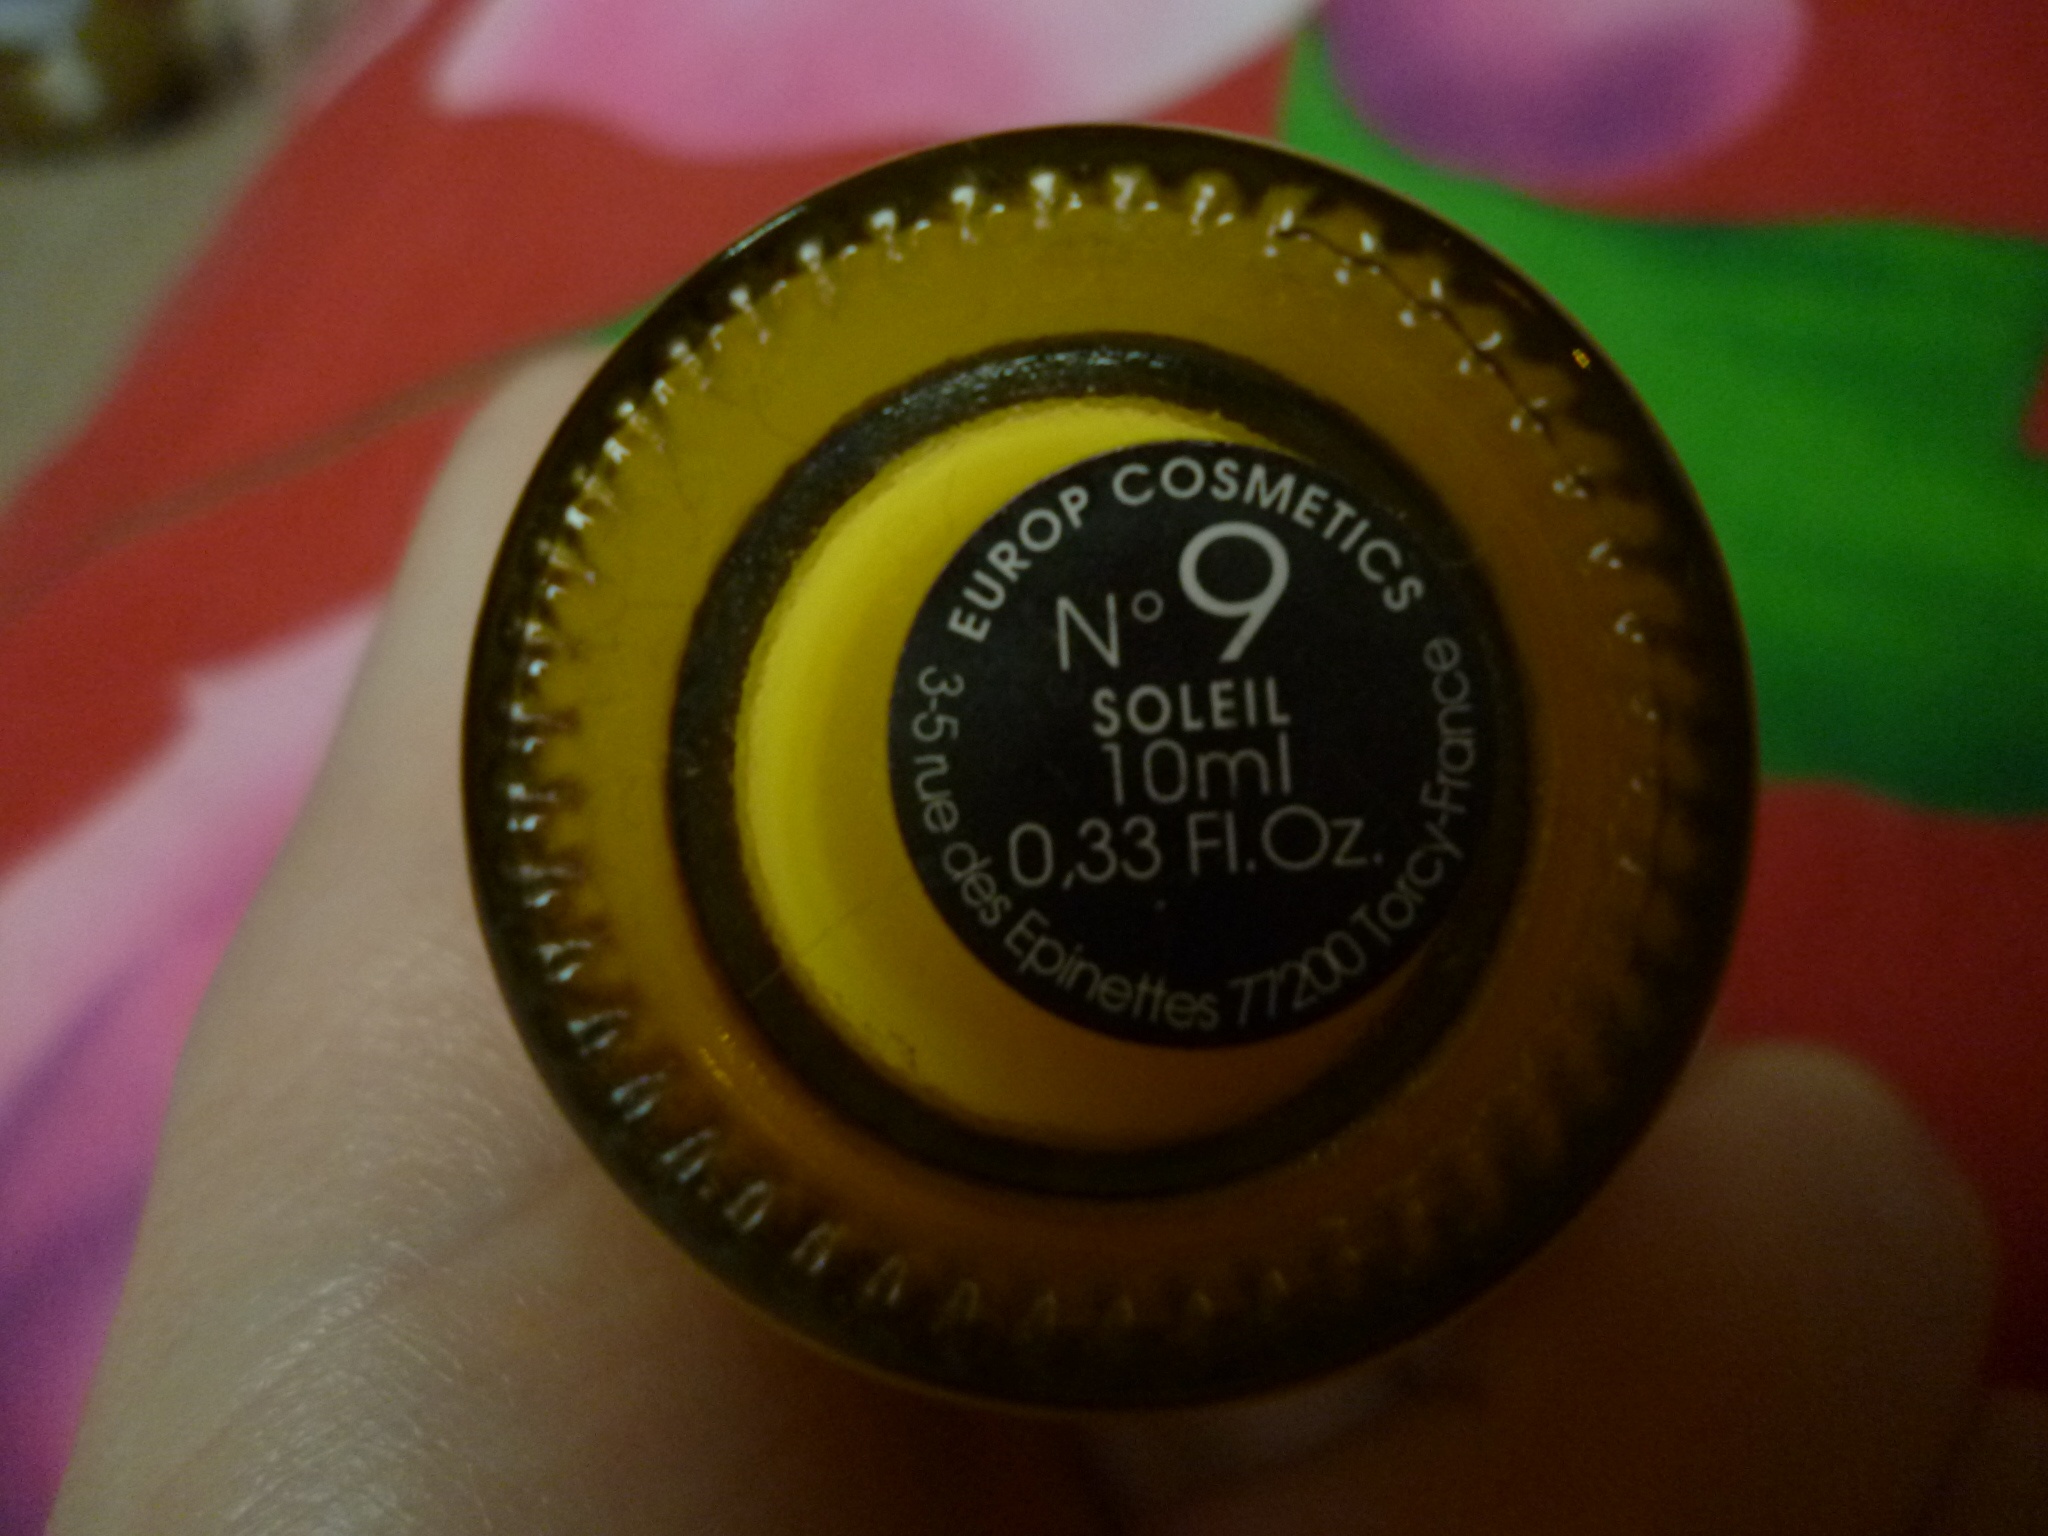 EUROP COSMETICS
N° 9
SOLEIL
10ml
0,33 Fl.Oz.
3-5 rue des Epinettes 77200 Torcy-France